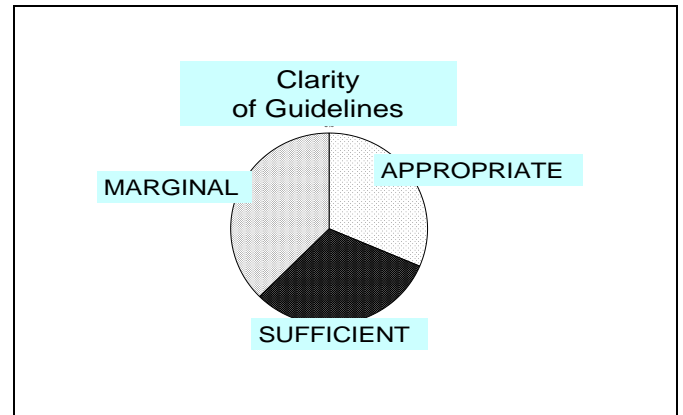 Clarity
of Guidelines
APPROPRIATE
MARGINAL
SUFFICIENT